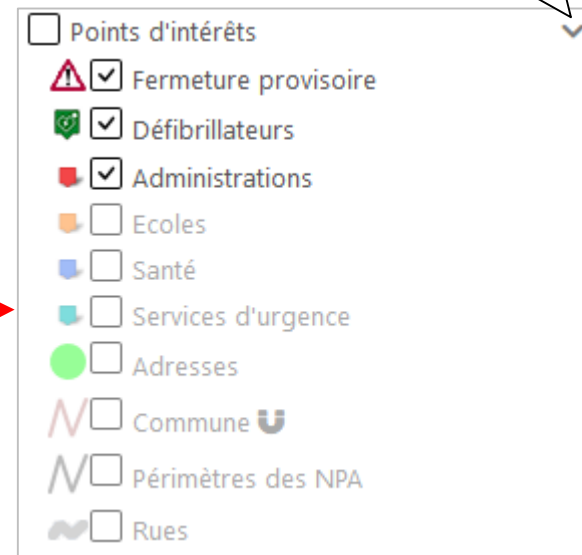 Points d'intérêts
Fermeture provisoire
Défibrillateurs
Administrations
Ecoles
Santé
Services d'urgence
Adresses
Commune
Périmètres des NPA
Rues